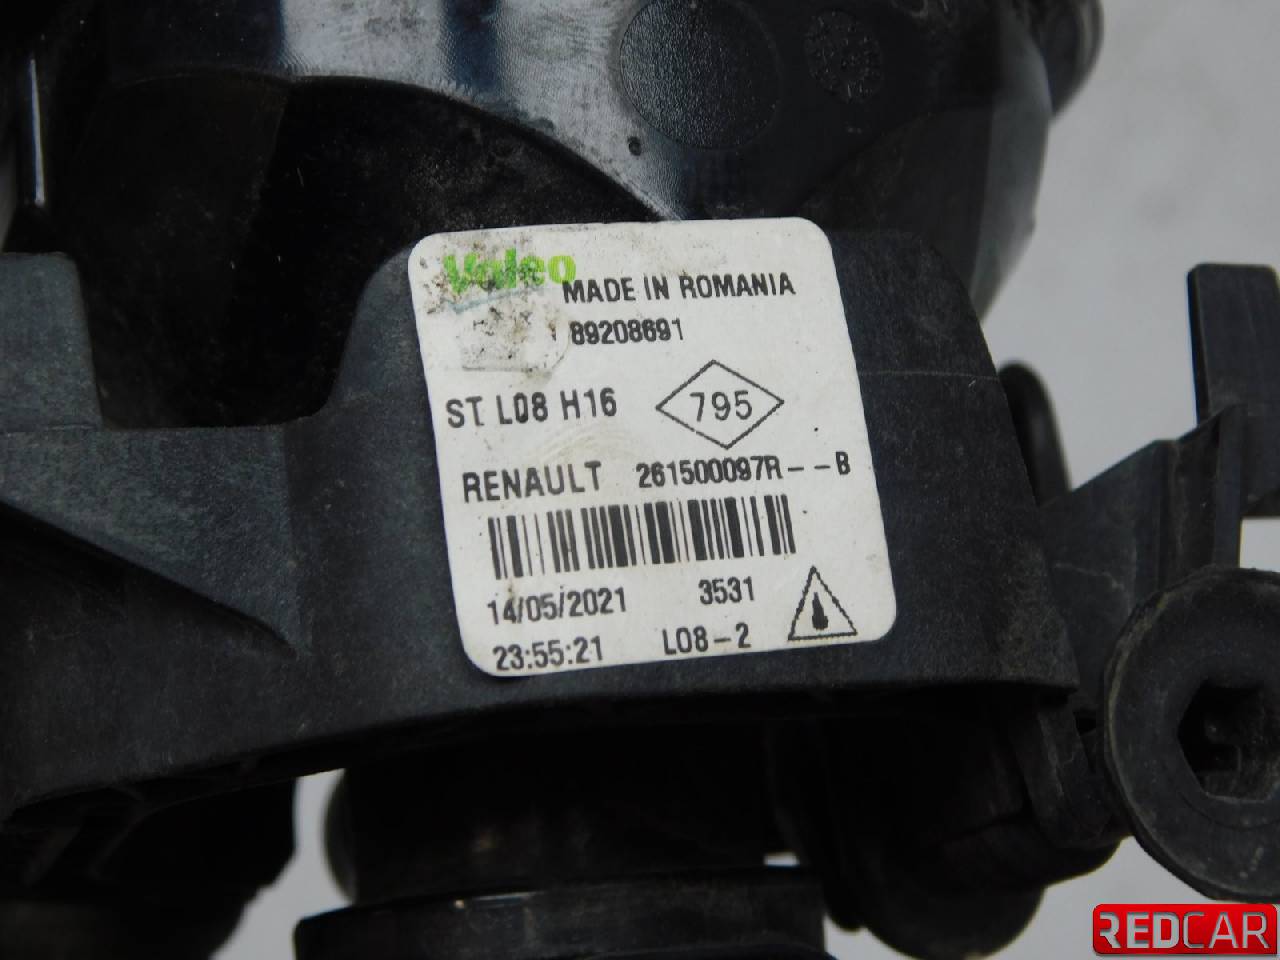 Valeo
MADE IN ROMANIA
89208691
ST L08 H16
795
RENAULT 261500097R--B
14/05/2021 3531
23:55:21 L08-2
REDCAR